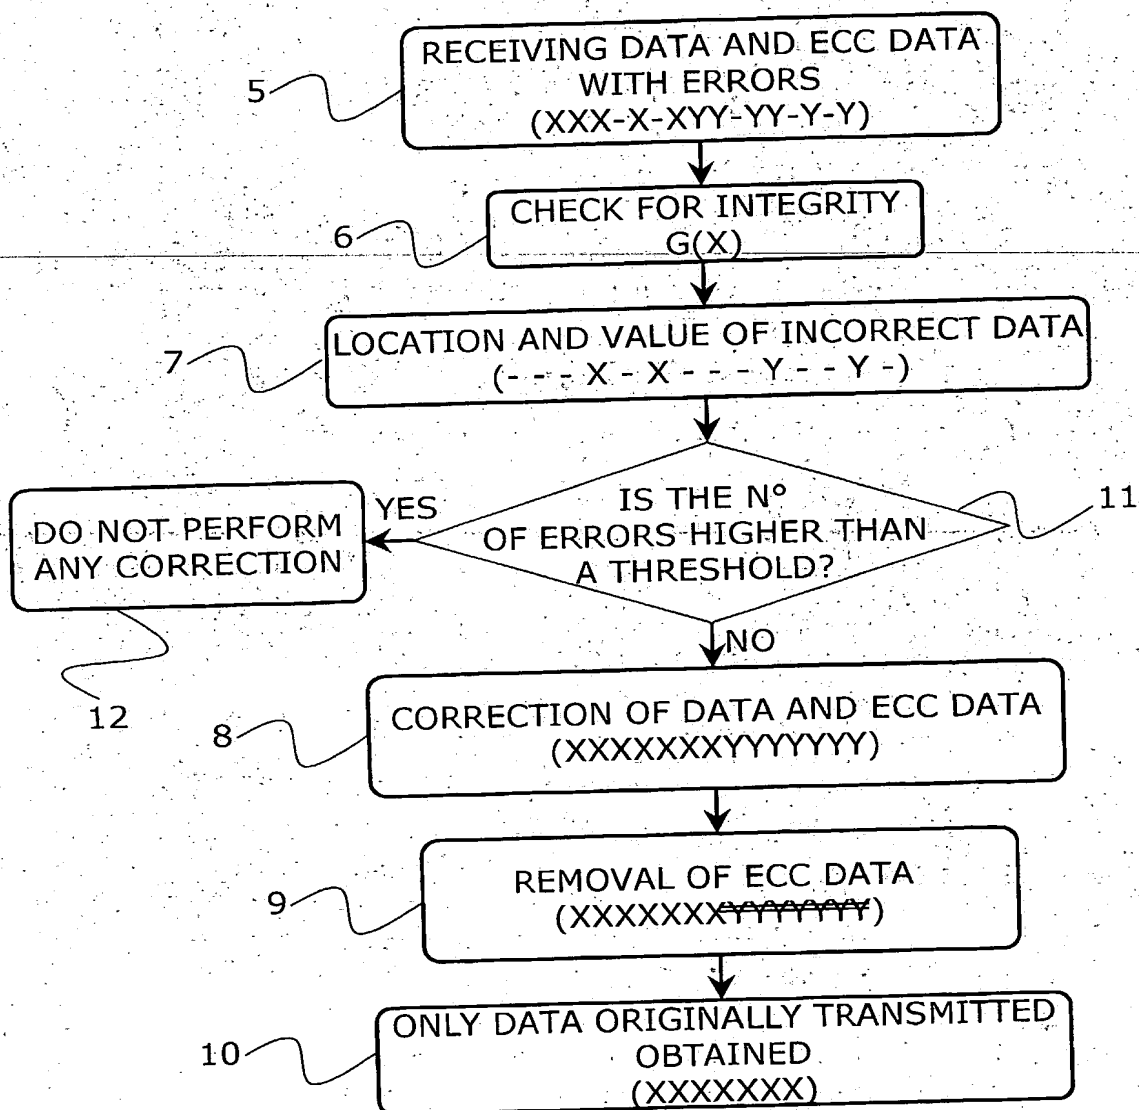 RECEIVING DATA AND ECC DATA
WITH ERRORS
(XXX-X-XYY-YY-Y-Y)
5
CHECK FOR INTEGRITY
G(X)
6
LOCATION AND VALUE OF INCORRECT DATA
(- - - X - X - - - Y - - Y -)
7
IS THE N°
OF ERRORS HIGHER THAN
A THRESHOLD?
11
YES
DO NOT PERFORM
ANY CORRECTION
12
NO
CORRECTION OF DATA AND ECC DATA
(XXXXXXXYYYYYYY)
8
REMOVAL OF ECC DATA
(XXXXXXXYYYYYYY)
9
ONLY DATA ORIGINALLY TRANSMITTED
OBTAINED
(XXXXXXX)
10